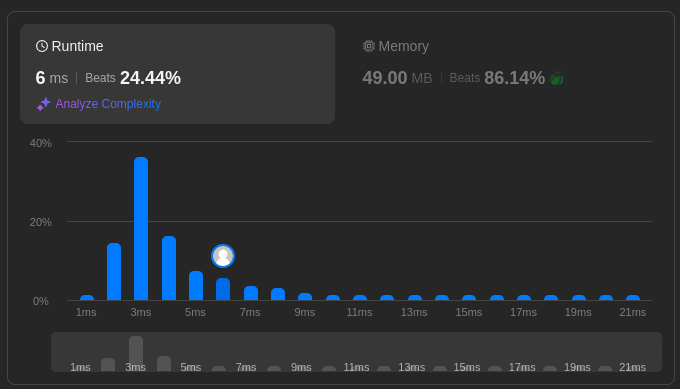 Runtime
6 ms | Beats 24.44%
Analyze Complexity
Memory
49.00 MB | Beats 86.14%
40%
20%
0%
1ms 3ms 5ms 7ms 9ms 11ms 13ms 15ms 17ms 19ms 21ms
1ms 3ms 5ms 7ms 9ms 11ms 13ms 15ms 17ms 19ms 21ms